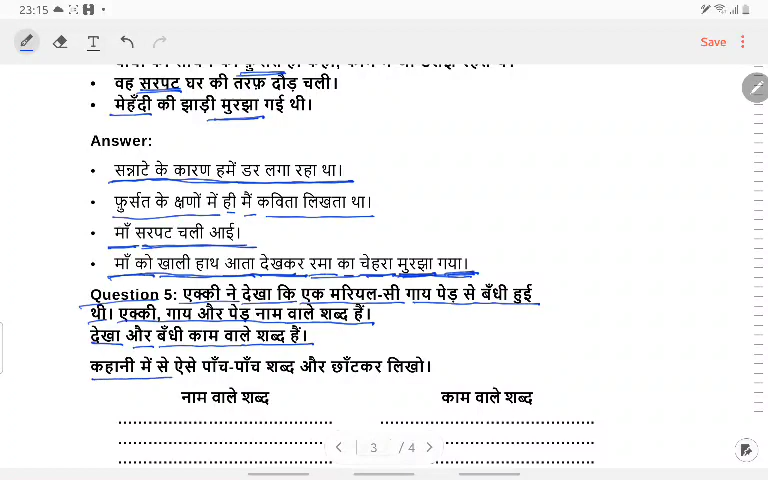 23:15
Save
वह सरपट घर की तरफ़ दौड़ चली।
मेहँदी की झाड़ी मुरझा गई थी।
Answer:
सन्नाटे के कारण हमें डर लगा रहा था।
फ़ुर्सत के क्षणों में ही मैं कविता लिखता था।
माँ सरपट चली आई।
माँ को खाली हाथ आता देखकर रमा का चेहरा मुरझा गया।
Question 5: एक्की ने देखा कि एक मरियल-सी गाय पेड़ से बँधी हुई
थी। एक्की, गाय और पेड़ नाम वाले शब्द हैं।
देखा और बँधी काम वाले शब्द हैं।
कहानी में से ऐसे पाँच-पाँच शब्द और छाँटकर लिखो।
नाम वाले शब्द काम वाले शब्द
3 / 4